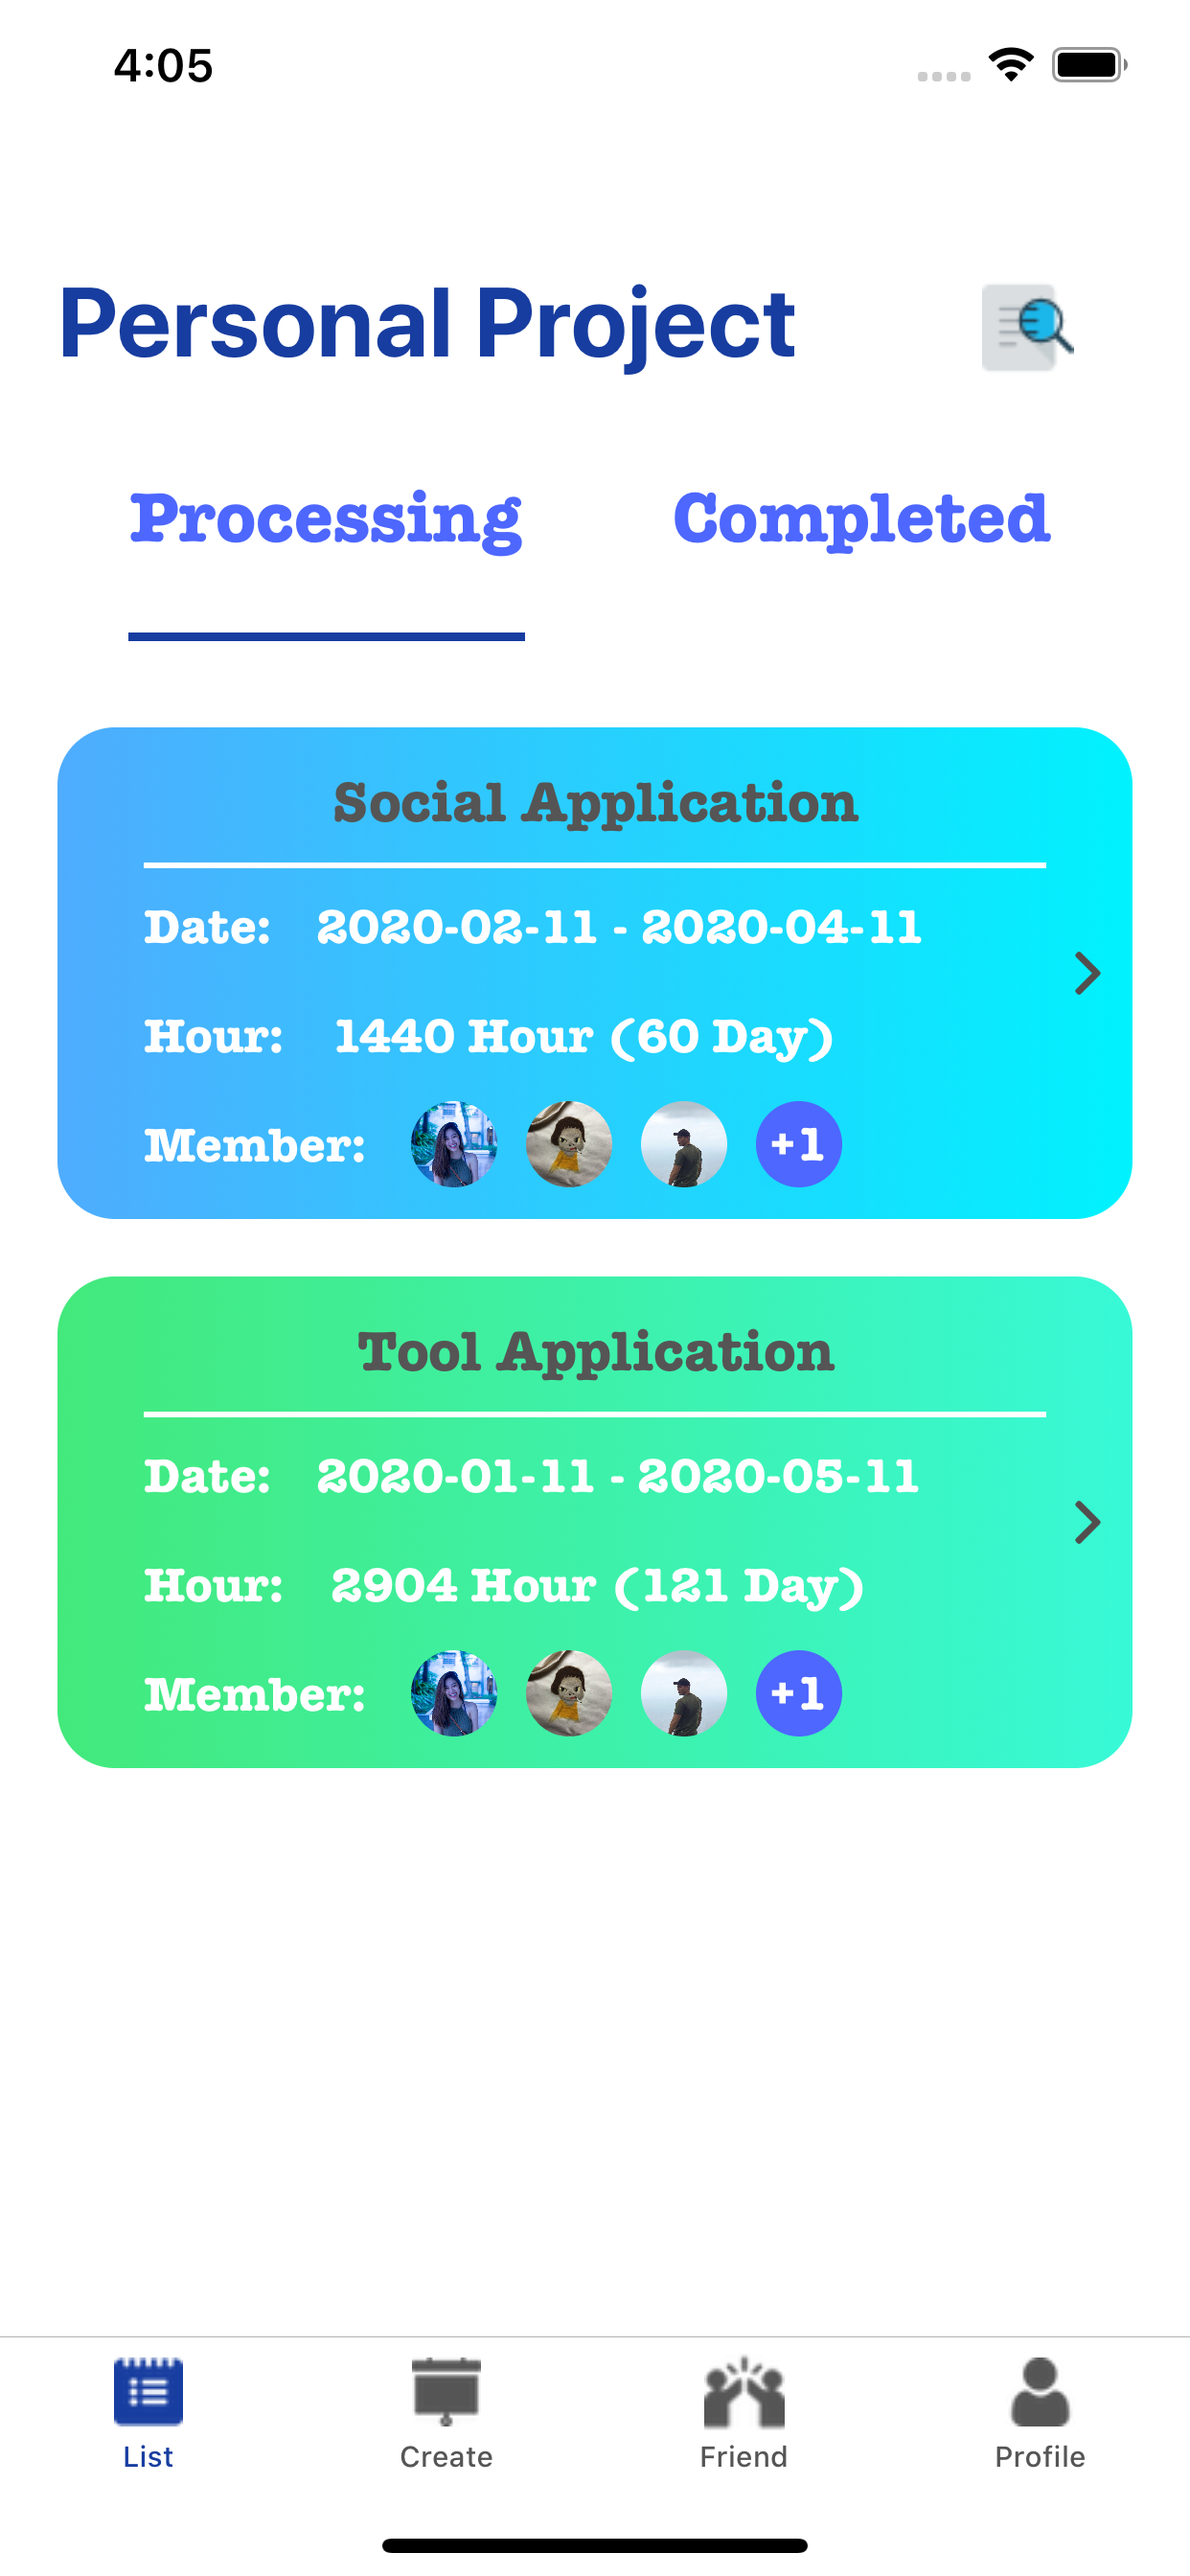 4:05
Personal Project
Processing Completed
Social Application
Date: 2020-02-11 - 2020-04-11
Hour: 1440 Hour (60 Day)
Member: +1
Tool Application
Date: 2020-01-11 - 2020-05-11
Hour: 2904 Hour (121 Day)
Member: +1
List Create Friend Profile